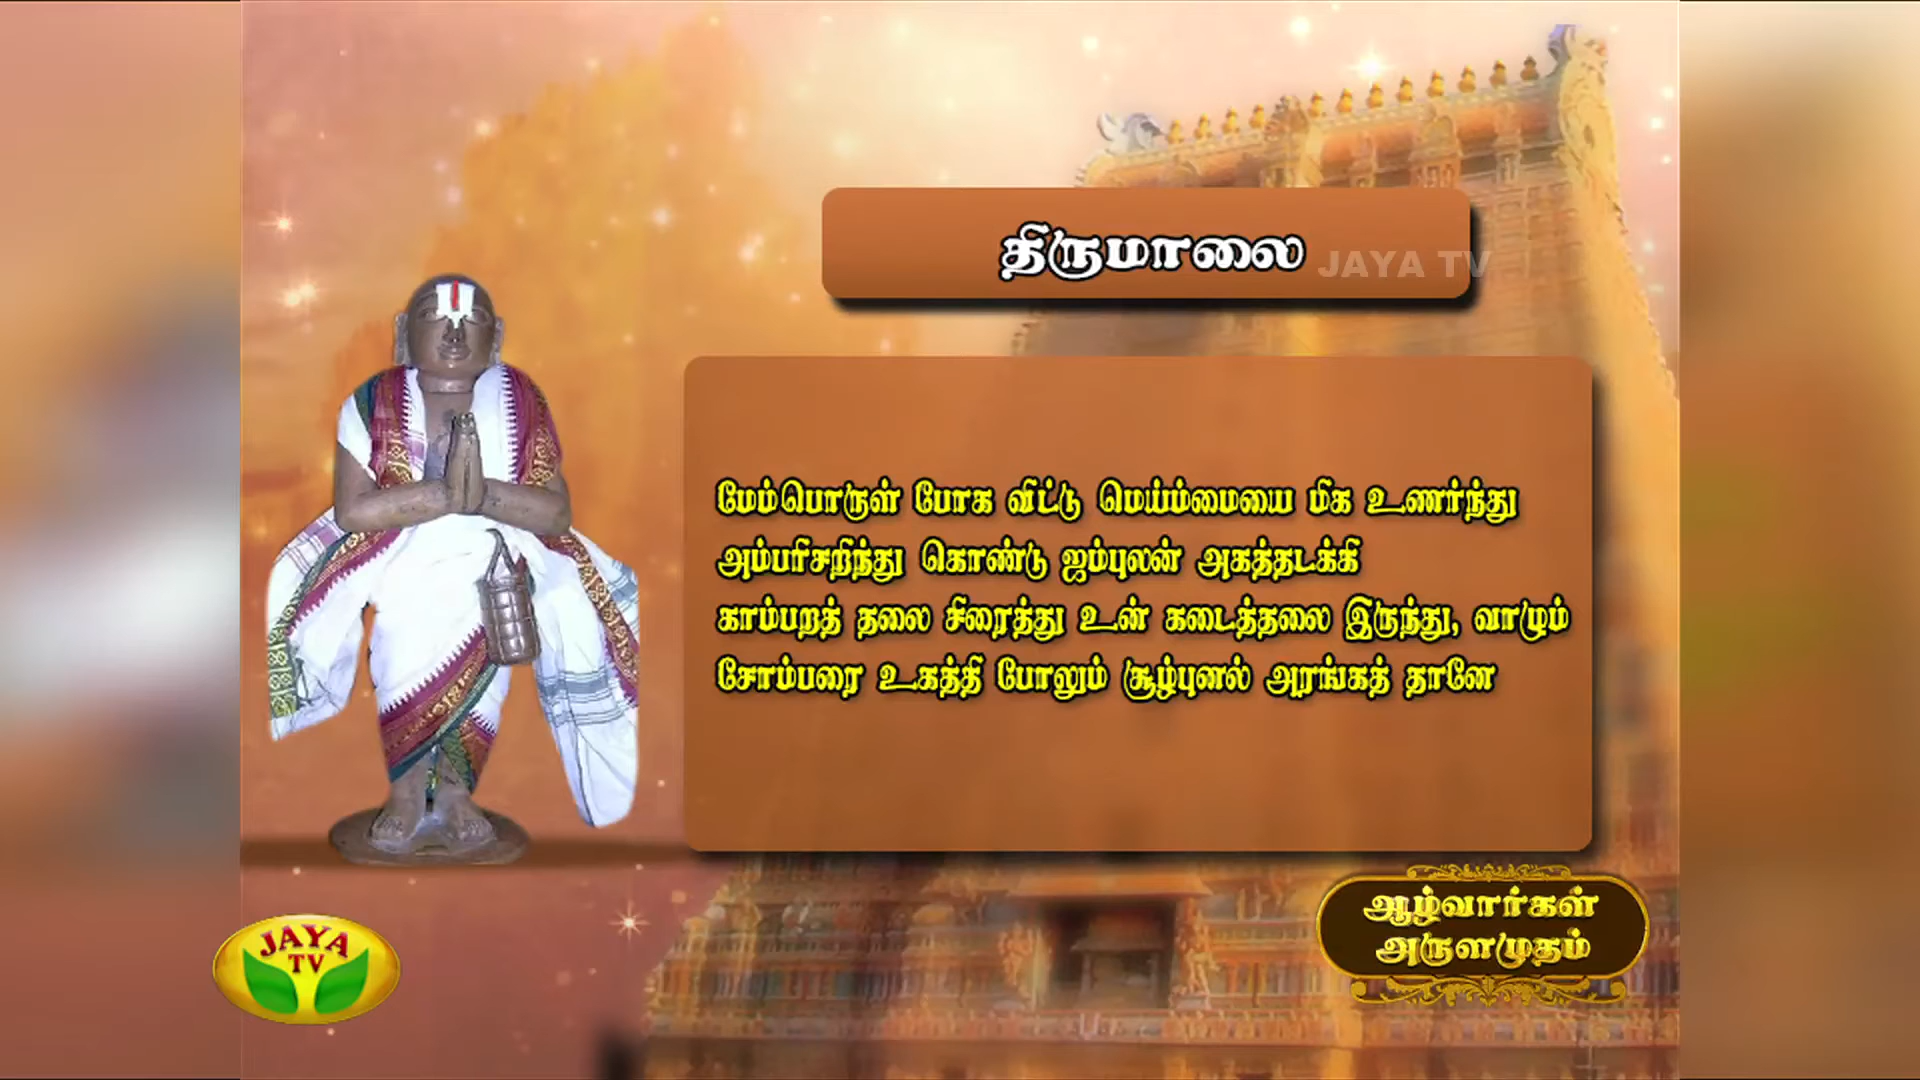 திருமாலை
JAYA TV
மேம்பொருள் போக விட்டு மெய்ம்மையை மிக உணர்ந்து
அம்பரிசறிந்து கொண்டு ஐம்புலன் அகத்தடக்கி
காம்பறத் தலை சிரைத்து உன் கடைத்தலை இருந்து, வாழும்
சோம்பரை உகத்தி போலும் சூழ்புனல் அரங்கத் தானே
ஆழ்வார்கள்
அருளமுதம்
JAYA
TV